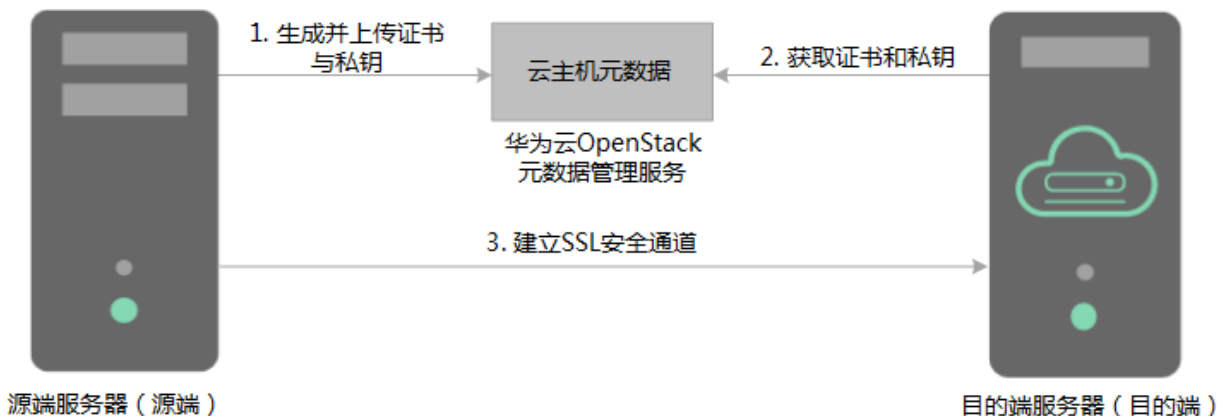 1. 生成并上传证书
与私钥
云主机元数据
2. 获取证书和私钥
华为云OpenStack
元数据管理服务
3. 建立SSL安全通道
源端服务器（源端）
目的端服务器（目的端）